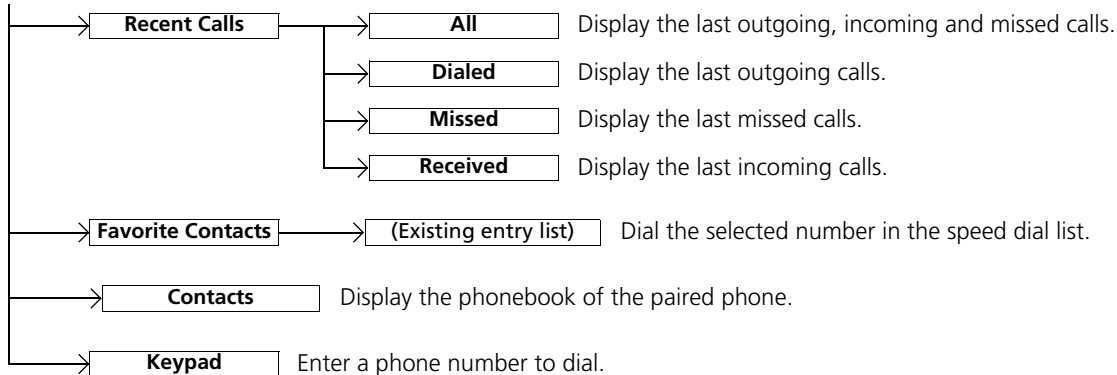 Recent Calls All Display the last outgoing, incoming and missed calls.
Dialed Display the last outgoing calls.
Missed Display the last missed calls.
Received Display the last incoming calls.
Favorite Contacts (Existing entry list) Dial the selected number in the speed dial list.
Contacts Display the phonebook of the paired phone.
Keypad Enter a phone number to dial.